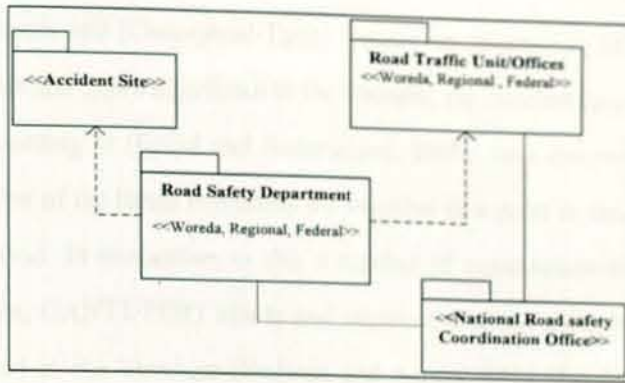 <<Accident Site>>
Road Traffic Unit/Offices
<<Woreda, Regional , Federal>>
Road Safety Department
<<Woreda, Regional, Federal>>
<<National Road safety
Coordination Office>>